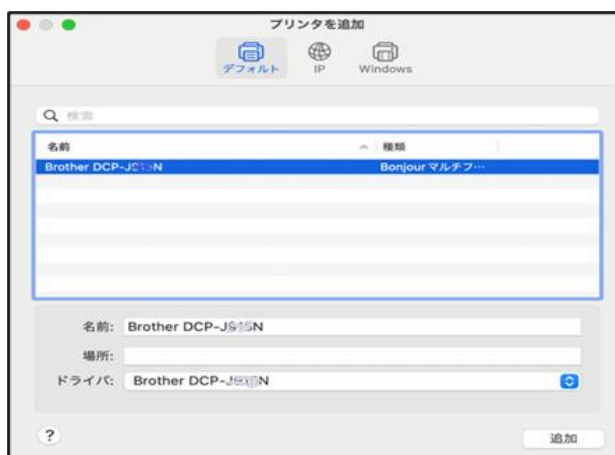 プリンタを追加
デフォルト IP Windows
検索
名前 種類
Brother Bonjour マルチフ…
名前: Brother
場所:
ドライバ: Brother
?
追加